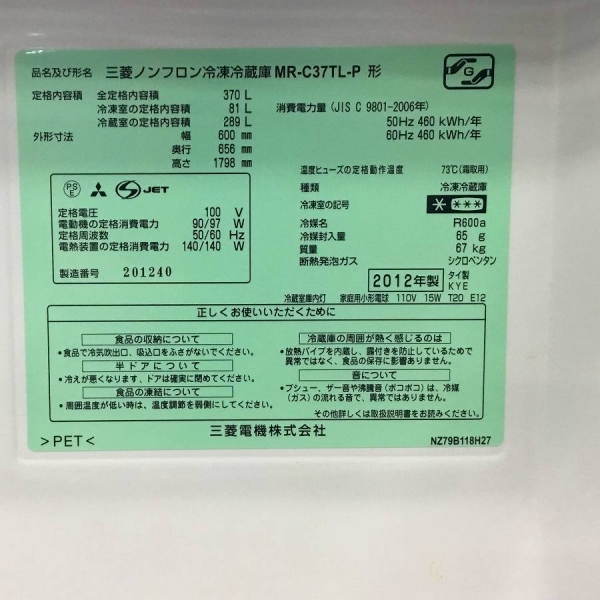 品名及び形名 三菱ノンフロン冷凍冷蔵庫 MR-C37TL-P 形
定格内容積 全定格内容積 370 L
冷凍室の定格内容積 81 L
冷蔵室の定格内容積 289 L
外形寸法 幅 600 mm
奥行 656 mm
高さ 1798 mm
G
消費電力量 (JIS C 9801-2006年)
50Hz 460 kWh/年
60Hz 460 kWh/年
PS E JET
定格電圧 100 V
電動機の定格消費電力 90/97 W
定格周波数 50/60 Hz
電熱装置の定格消費電力 140/140 W
製造番号 201240
温度ヒューズの定格動作温度 73℃(霜取用)
種類 冷凍冷蔵庫
冷凍室の記号 * ***
冷媒名 R600a
冷媒封入量 65 g
質量 67 kg
断熱発泡ガス シクロペンタン
2012年製 タイ製 KYE
冷蔵室庫内灯 家庭用小形電球 110V 15W T20 E12
正しくお使いいただくために
食品の収納について
•食品で冷気吹出口、吸込口をふさがないでください。
半ドアについて
•冷えが悪くなります、ドアは確実に閉めてください。
食品の凍結について
•周囲温度が低い時は、温度調節を弱側にしてください。
冷蔵庫の周囲が熱く感じるのは
•放熱パイプを内蔵し、露付きを防止しているためで
異常ではなく、食品の保存に影響ありません。
音について
•プシュー、ザー音や沸騰音(ボコボコ)は、冷媒
(ガス)の流れる音で、異常ではありません。
その他詳しくは取扱説明書をお読みください。
>PET<
三菱電機株式会社
NZ79B118H27